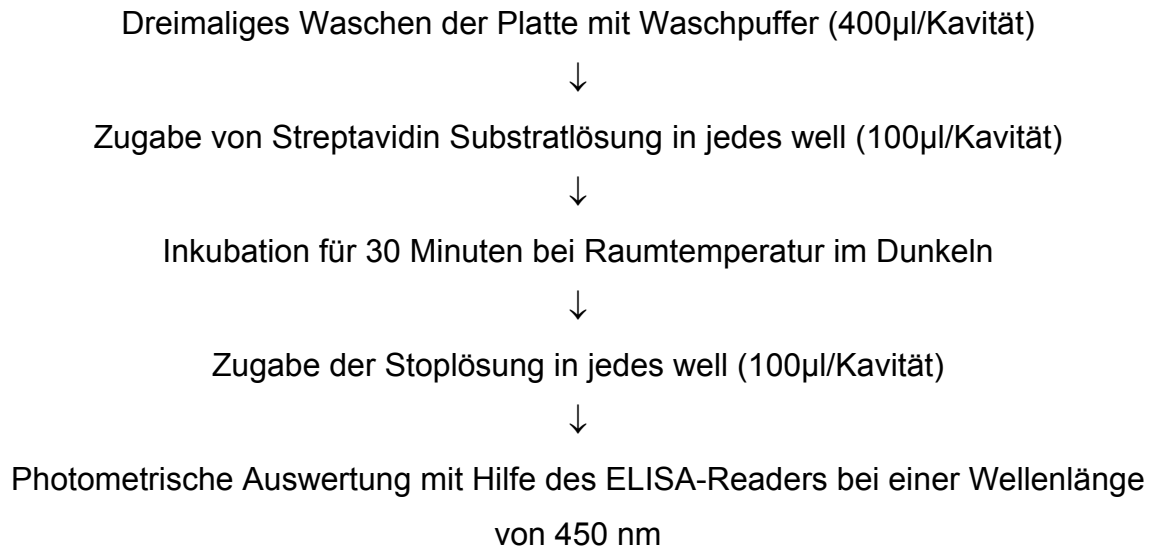 Dreimaliges Waschen der Platte mit Waschpuffer (400µl/Kavität)
↓
Zugabe von Streptavidin Substratlösung in jedes well (100µl/Kavität)
↓
Inkubation für 30 Minuten bei Raumtemperatur im Dunkeln
↓
Zugabe der Stoplösung in jedes well (100µl/Kavität)
↓
Photometrische Auswertung mit Hilfe des ELISA-Readers bei einer Wellenlänge
von 450 nm